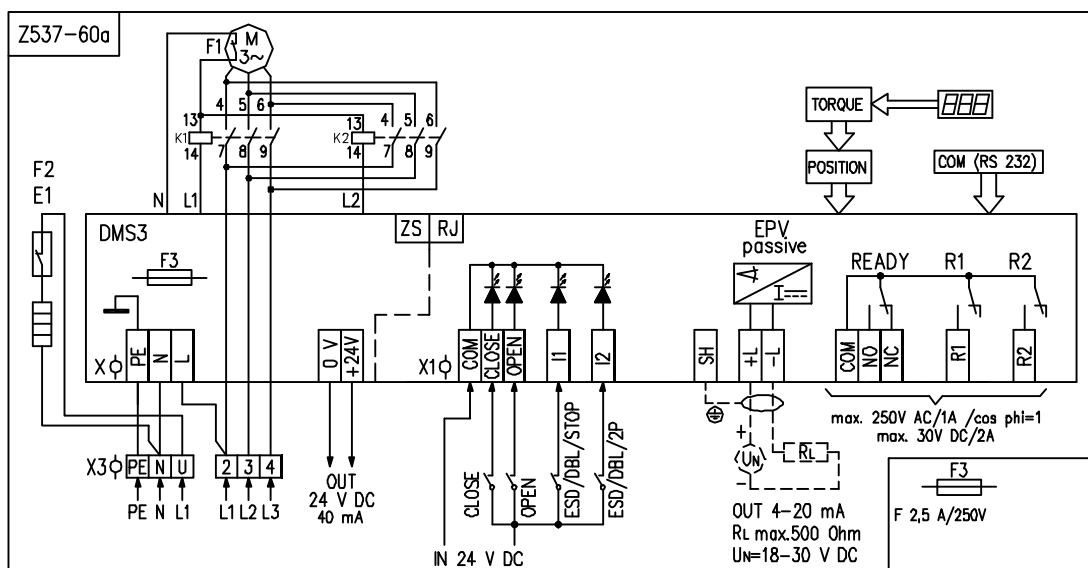 Z537-60a
F1
M
3~
4 5 6
13
K1
14
7 8 9
13
K2
14
4 5 6
7 8 9
TORQUE
POSITION
COM (RS 232)
F2
E1
N
L1
L2
DMS3
F3
ZS RJ
EPV
passive
I
READY R1 R2
X
PE
N
L
0 V
+24V
X1
COM
CLOSE
OPEN
I1
I2
SH
+L
-L
COM
NO
NC
R1
R2
max. 250V AC/1A /cos phi=1
max. 30V DC/2A
X3
PE N U
2 3 4
PE N L1
L1 L2 L3
OUT
24 V DC
40 mA
CLOSE
OPEN
ESD/DBL/STOP
ESD/DBL/2P
IN 24 V DC
+
UN
-
RL
OUT 4-20 mA
RL max.500 Ohm
UN=18-30 V DC
F3
F 2,5 A/250V